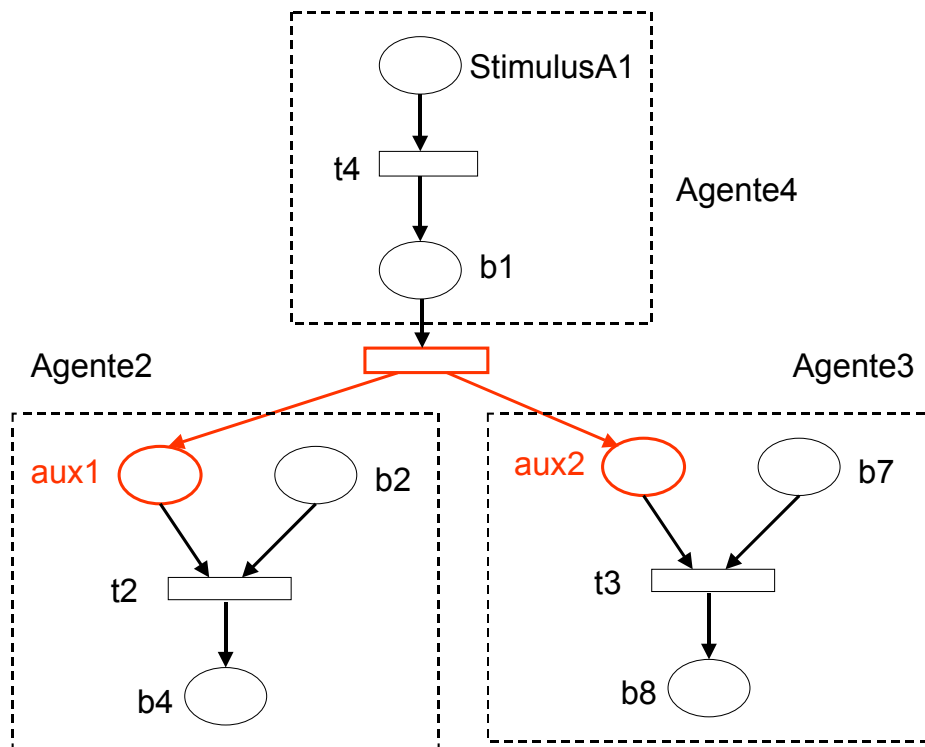 StimulusA1
t4
Agente4
b1
Agente2
Agente3
aux1
b2
aux2
b7
t2
t3
b4
b8